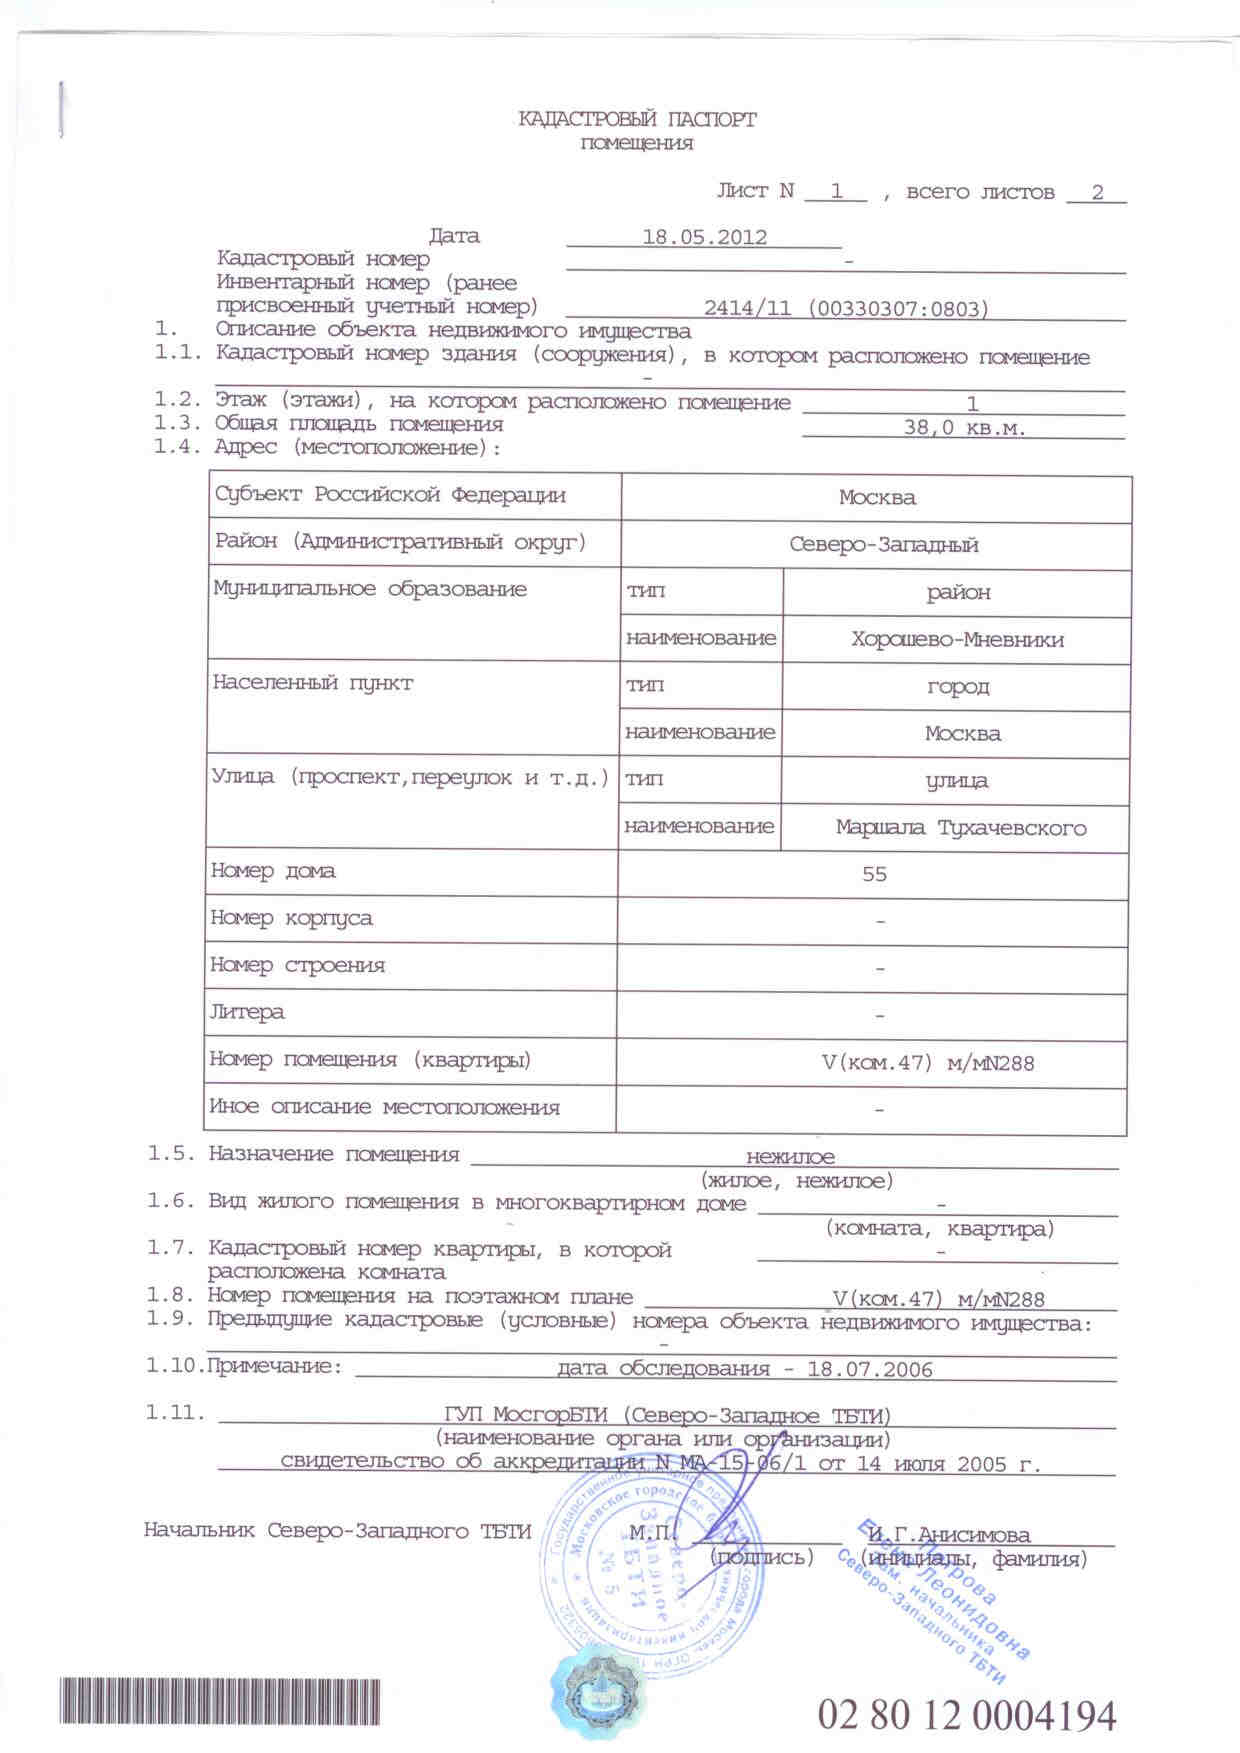 КАДАСТРОВЫЙ ПАСПОРТ
помещения
Лист N 1 , всего листов 2
Дата 18.05.2012
Кадастровый номер -
Инвентарный номер (ранее
присвоенный учетный номер) 2414/11 (00330307:0803)
1. Описание объекта недвижимого имущества
1.1. Кадастровый номер здания (сооружения), в котором расположено помещение
-
1.2. Этаж (этажи), на котором расположено помещение 1
1.3. Общая площадь помещения 38,0 кв.м.
1.4. Адрес (местоположение):
Субъект Российской Федерации Москва
Район (Административный округ) Северо-Западный
Муниципальное образование тип район
наименование Хорошево-Мневники
Населенный пункт тип город
наименование Москва
Улица (проспект,переулок и т.д.) тип улица
наименование Маршала Тухачевского
Номер дома 55
Номер корпуса -
Номер строения -
Литера -
Номер помещения (квартиры) V(ком.47) м/мN288
Иное описание местоположения -
1.5. Назначение помещения нежилое
(жилое, нежилое)
1.6. Вид жилого помещения в многоквартирном доме -
(комната, квартира)
1.7. Кадастровый номер квартиры, в которой -
расположена комната
1.8. Номер помещения на поэтажном плане V(ком.47) м/мN288
1.9. Предыдущие кадастровые (условные) номера объекта недвижимого имущества:
-
1.10.Примечание: дата обследования - 18.07.2006
1.11. ГУП МосгорБТИ (Северо-Западное ТБТИ)
(наименование органа или организации)
свидетельство об аккредитации N МА-15-06/1 от 14 июля 2005 г.
Начальник Северо-Западного ТБТИ М.П. И.Г.Анисимова
(подпись) (инициалы, фамилия)
Северо-
Западное
ТБТИ
№ 5
Петрова
Елена Леонидовна
Зам. начальника
Северо-Западного ТБТИ
02 80 12 0004194